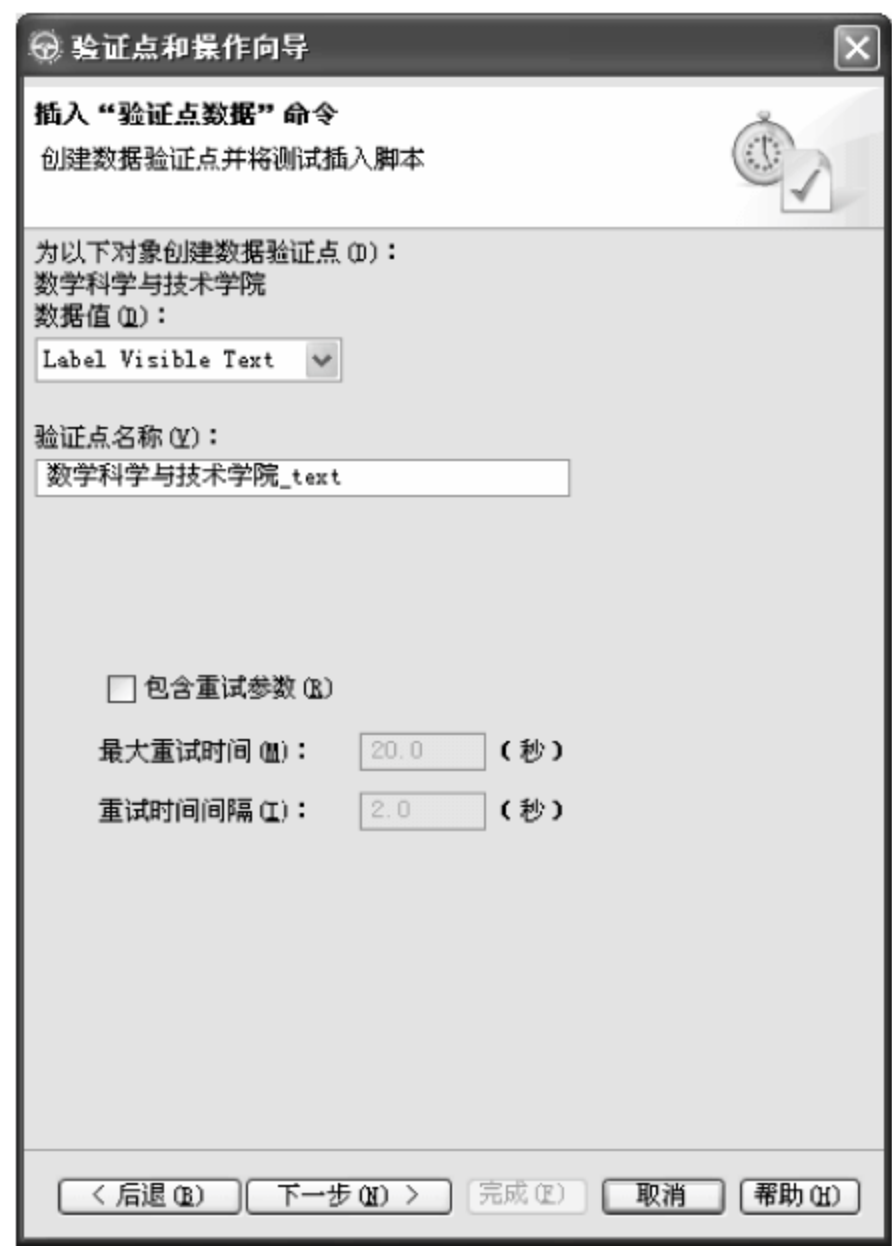 验证点和操作向导
插入“验证点数据”命令
创建数据验证点并将测试插入脚本
为以下对象创建数据验证点(D)：
数学科学与技术学院
数据值(D)：
Label Visible Text
验证点名称(V)：
数学科学与技术学院_text
包含重试参数(R)
最大重试时间(M)： 20.0 (秒)
重试时间间隔(I)： 2.0 (秒)
< 后退(B) 下一步(N) > 完成(F) 取消 帮助(H)